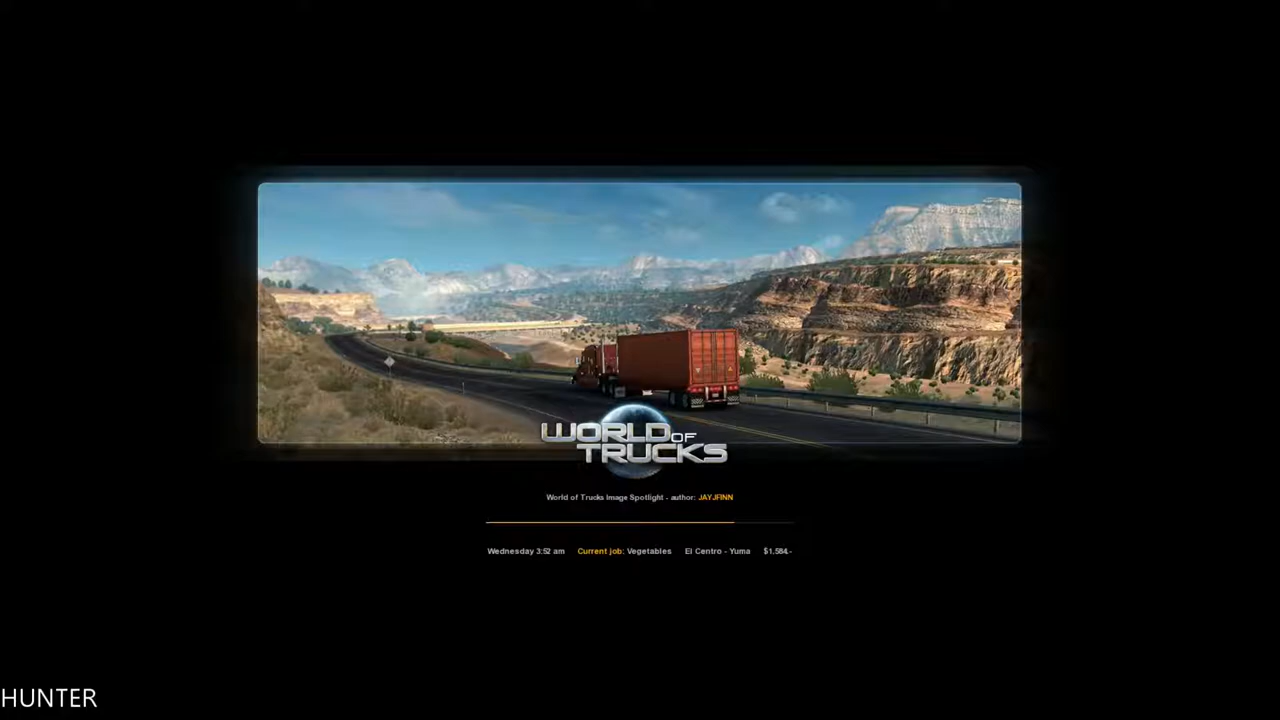 WORLD OF
TRUCKS
World of Trucks Image Spotlight - author: JAYJFINN
Wednesday 3:52 am Current job: Vegetables El Centro - Yuma $1,584.-
HUNTER